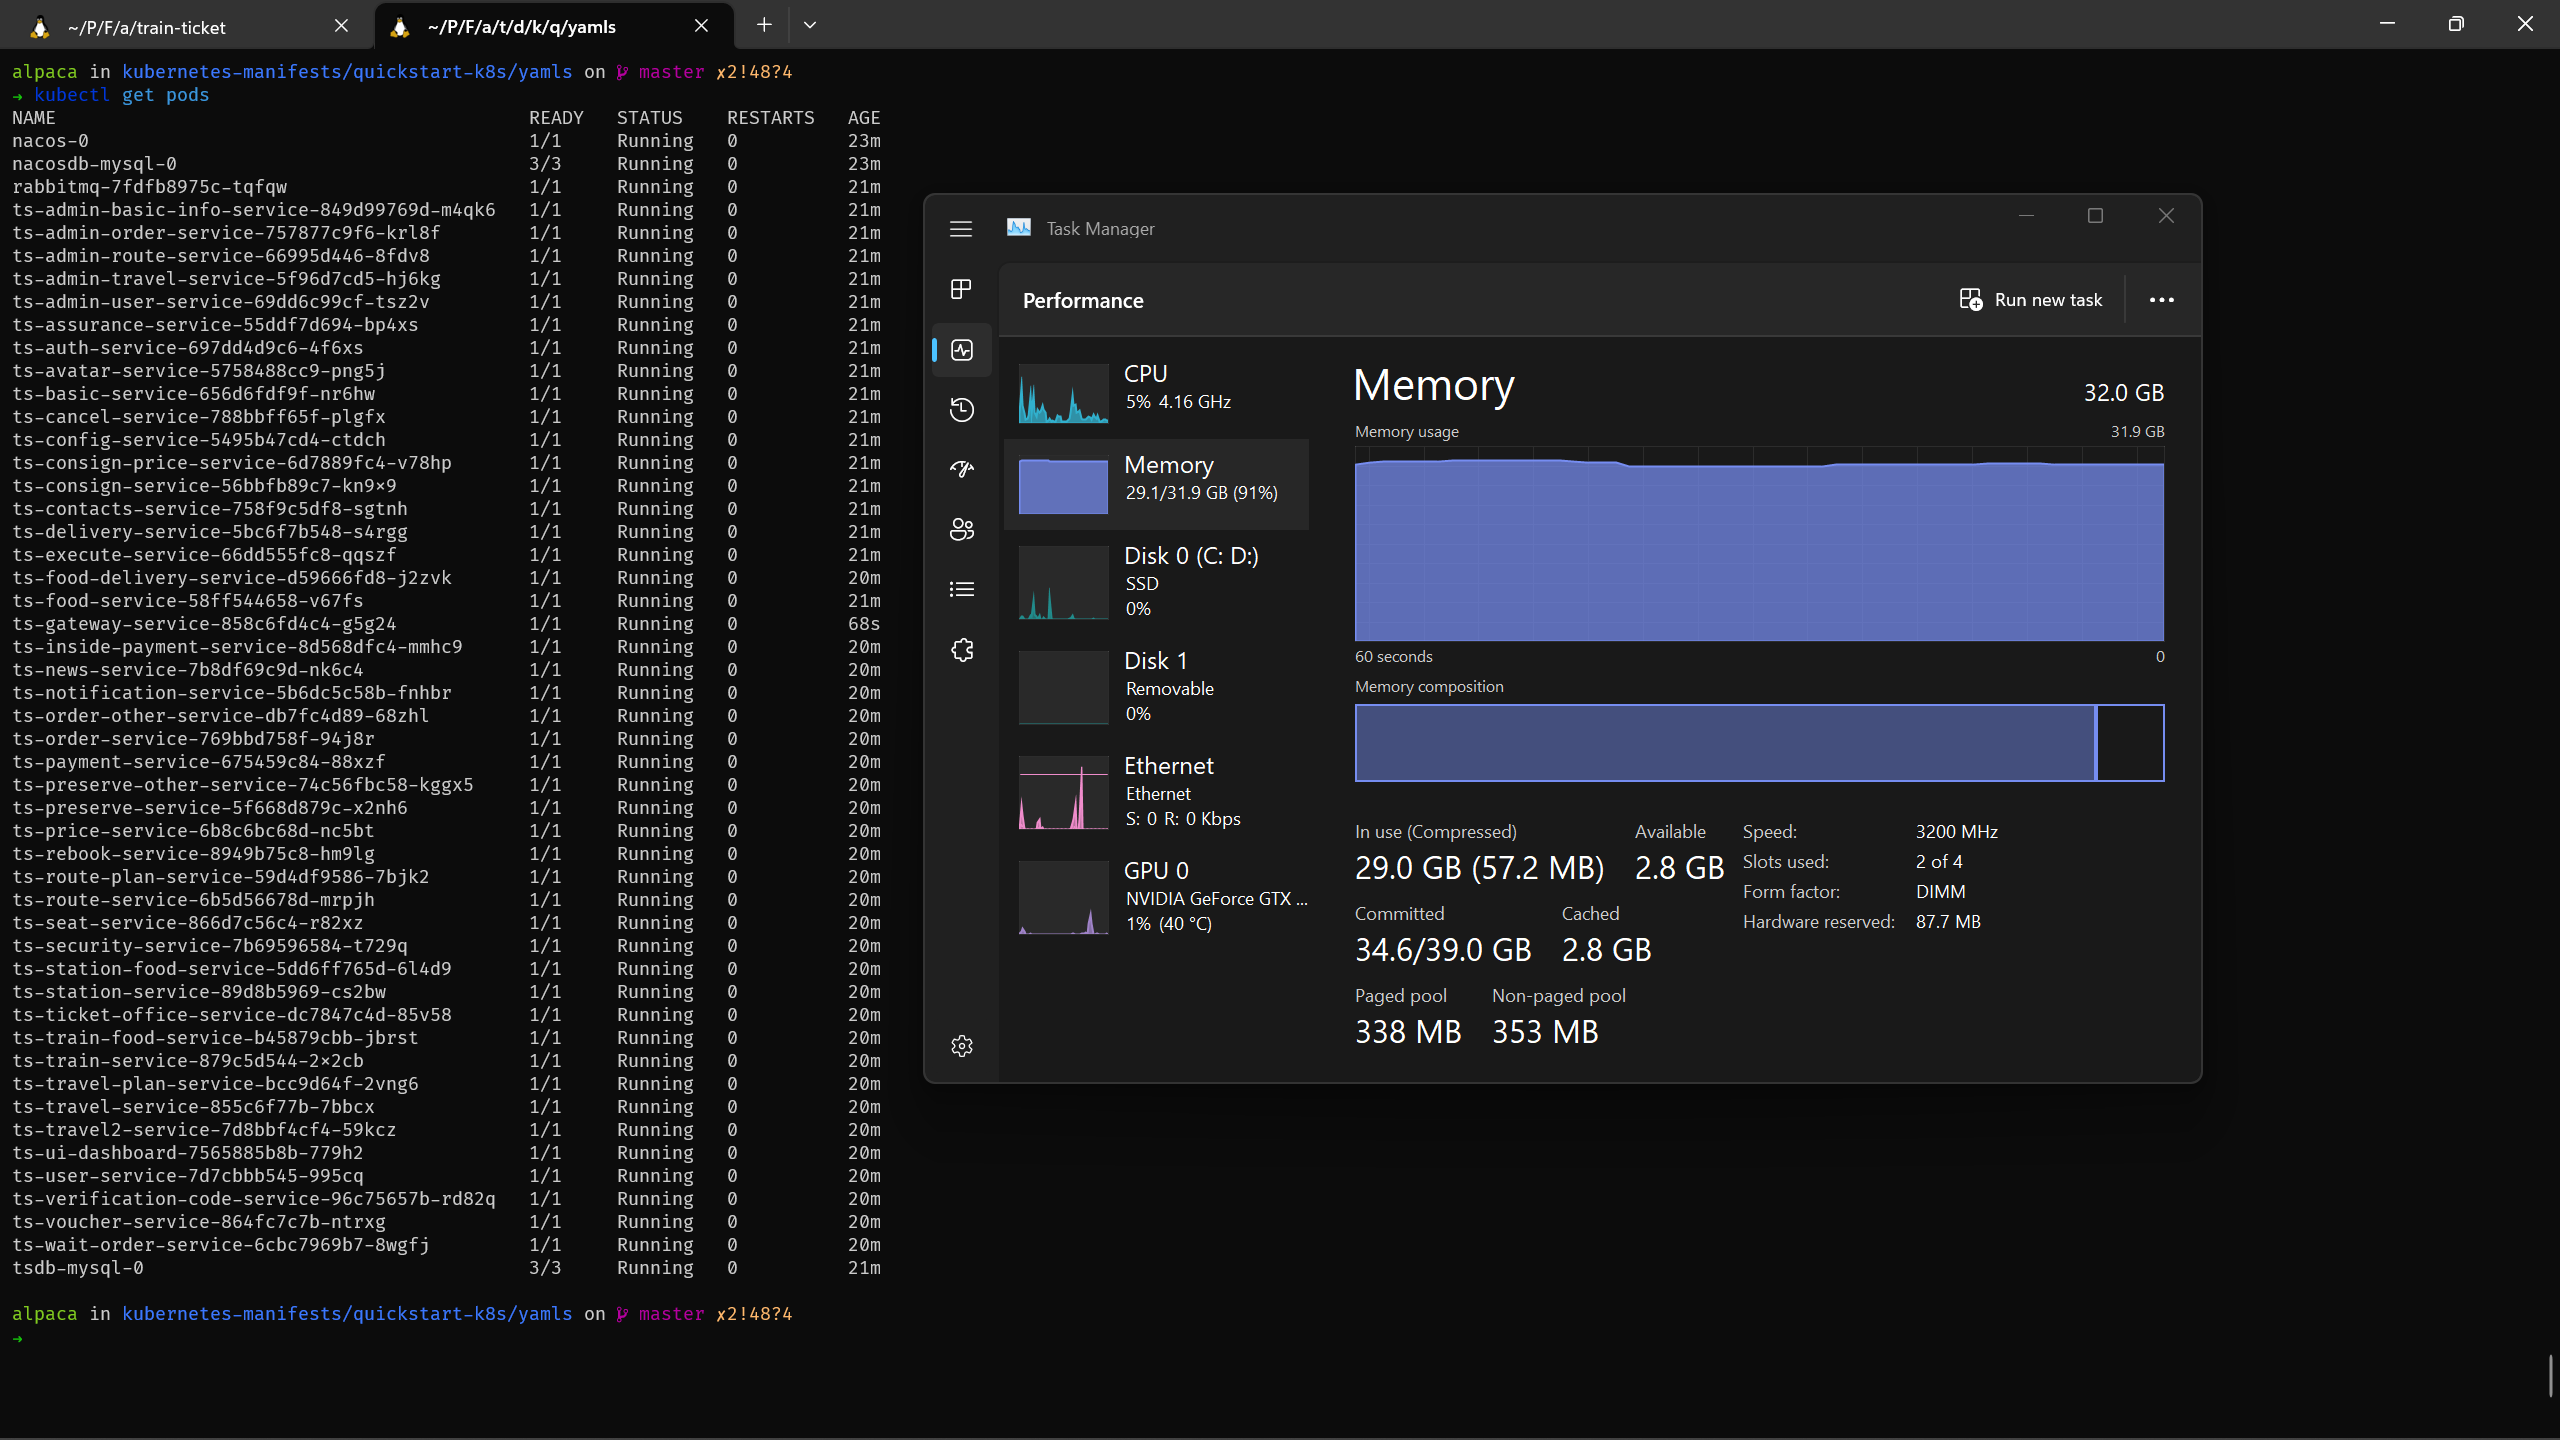 ~/P/F/a/train-ticket
~/P/F/a/t/d/k/q/yamls
alpaca in kubernetes-manifests/quickstart-k8s/yamls on master ✗2!48?4
→ kubectl get pods
NAME READY STATUS RESTARTS AGE
nacos-0 1/1 Running 0 23m
nacosdb-mysql-0 3/3 Running 0 23m
rabbitmq-7fdfb8975c-tqfqw 1/1 Running 0 21m
ts-admin-basic-info-service-849d99769d-m4qk6 1/1 Running 0 21m
ts-admin-order-service-757877c9f6-krl8f 1/1 Running 0 21m
ts-admin-route-service-66995d446-8fdv8 1/1 Running 0 21m
ts-admin-travel-service-5f96d7cd5-hj6kg 1/1 Running 0 21m
ts-admin-user-service-69dd6c99cf-tsz2v 1/1 Running 0 21m
ts-assurance-service-55ddf7d694-bp4xs 1/1 Running 0 21m
ts-auth-service-697dd4d9c6-4f6xs 1/1 Running 0 21m
ts-avatar-service-5758488cc9-png5j 1/1 Running 0 21m
ts-basic-service-656d6fdf9f-nr6hw 1/1 Running 0 21m
ts-cancel-service-788bbff65f-plgfx 1/1 Running 0 21m
ts-config-service-5495b47cd4-ctdch 1/1 Running 0 21m
ts-consign-price-service-6d7889fc4-v78hp 1/1 Running 0 21m
ts-consign-service-56bbfb89c7-kn9×9 1/1 Running 0 21m
ts-contacts-service-758f9c5df8-sgtnh 1/1 Running 0 21m
ts-delivery-service-5bc6f7b548-s4rgg 1/1 Running 0 21m
ts-execute-service-66dd555fc8-qqszf 1/1 Running 0 21m
ts-food-delivery-service-d59666fd8-j2zvk 1/1 Running 0 20m
ts-food-service-58ff544658-v67fs 1/1 Running 0 21m
ts-gateway-service-858c6fd4c4-g5g24 1/1 Running 0 68s
ts-inside-payment-service-8d568dfc4-mmhc9 1/1 Running 0 20m
ts-news-service-7b8df69c9d-nk6c4 1/1 Running 0 20m
ts-notification-service-5b6dc5c58b-fnhbr 1/1 Running 0 20m
ts-order-other-service-db7fc4d89-68zhl 1/1 Running 0 20m
ts-order-service-769bbd758f-94j8r 1/1 Running 0 20m
ts-payment-service-675459c84-88xzf 1/1 Running 0 20m
ts-preserve-other-service-74c56fbc58-kggx5 1/1 Running 0 20m
ts-preserve-service-5f668d879c-x2nh6 1/1 Running 0 20m
ts-price-service-6b8c6bc68d-nc5bt 1/1 Running 0 20m
ts-rebook-service-8949b75c8-hm9lg 1/1 Running 0 20m
ts-route-plan-service-59d4df9586-7bjk2 1/1 Running 0 20m
ts-route-service-6b5d56678d-mrpjh 1/1 Running 0 20m
ts-seat-service-866d7c56c4-r82xz 1/1 Running 0 20m
ts-security-service-7b69596584-t729q 1/1 Running 0 20m
ts-station-food-service-5dd6ff765d-6l4d9 1/1 Running 0 20m
ts-station-service-89d8b5969-cs2bw 1/1 Running 0 20m
ts-ticket-office-service-dc7847c4d-85v58 1/1 Running 0 20m
ts-train-food-service-b45879cbb-jbrst 1/1 Running 0 20m
ts-train-service-879c5d544-2×2cb 1/1 Running 0 20m
ts-travel-plan-service-bcc9d64f-2vng6 1/1 Running 0 20m
ts-travel-service-855c6f77b-7bbcx 1/1 Running 0 20m
ts-travel2-service-7d8bbf4cf4-59kcz 1/1 Running 0 20m
ts-ui-dashboard-7565885b8b-779h2 1/1 Running 0 20m
ts-user-service-7d7cbbb545-995cq 1/1 Running 0 20m
ts-verification-code-service-96c75657b-rd82q 1/1 Running 0 20m
ts-voucher-service-864fc7c7b-ntrxg 1/1 Running 0 20m
ts-wait-order-service-6cbc7969b7-8wgfj 1/1 Running 0 20m
tsdb-mysql-0 3/3 Running 0 21m
alpaca in kubernetes-manifests/quickstart-k8s/yamls on master ✗2!48?4
→
Task Manager
Performance
Run new task
CPU
5% 4.16 GHz
Memory
29.1/31.9 GB (91%)
Disk 0 (C: D:)
SSD
0%
Disk 1
Removable
0%
Ethernet
Ethernet
S: 0 R: 0 Kbps
GPU 0
NVIDIA GeForce GTX ...
1% (40 °C)
Memory
32.0 GB
Memory usage
31.9 GB
60 seconds
0
Memory composition
In use (Compressed)
29.0 GB (57.2 MB)
Available
2.8 GB
Committed
34.6/39.0 GB
Cached
2.8 GB
Paged pool
338 MB
Non-paged pool
353 MB
Speed: 3200 MHz
Slots used: 2 of 4
Form factor: DIMM
Hardware reserved: 87.7 MB